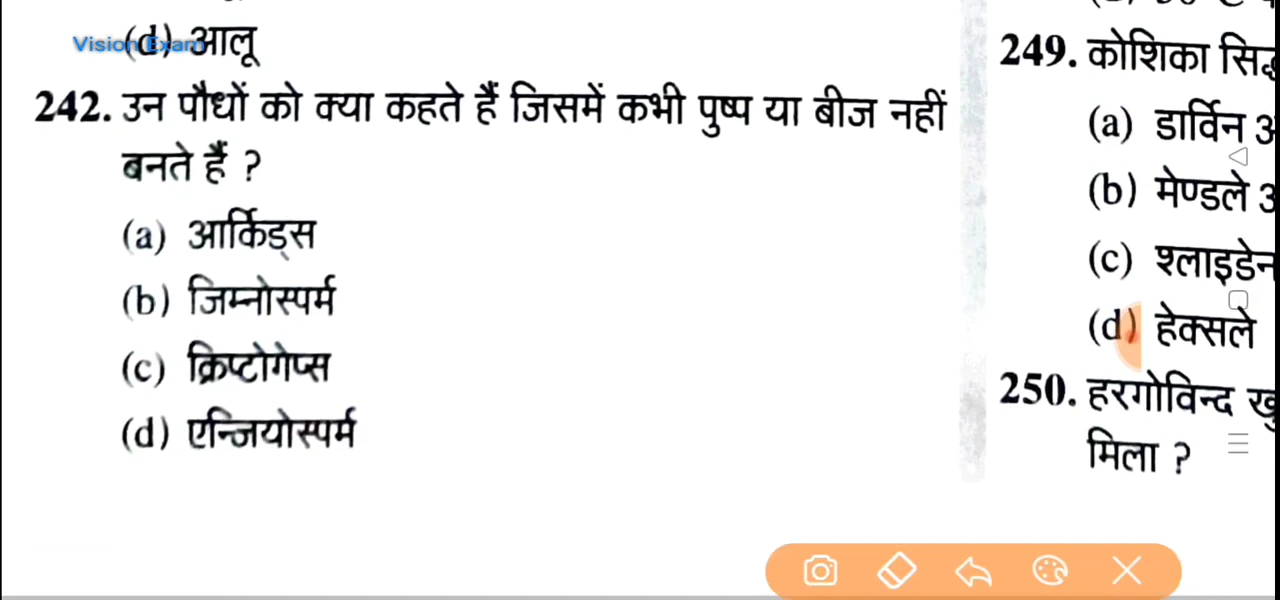 (d) आलू
Vision Exam
242. उन पौधों को क्या कहते हैं जिसमें कभी पुष्प या बीज नहीं
बनते हैं ?
(a) आर्किड्स
(b) जिम्नोस्पर्म
(c) क्रिप्टोगेप्स
(d) एन्जियोस्पर्म
249. कोशिका
(a) डार्विन
(b) मेण्डले
(c) श्लाइडेन
(d) हेक्सले
250. हरगोविन्द
मिला ?